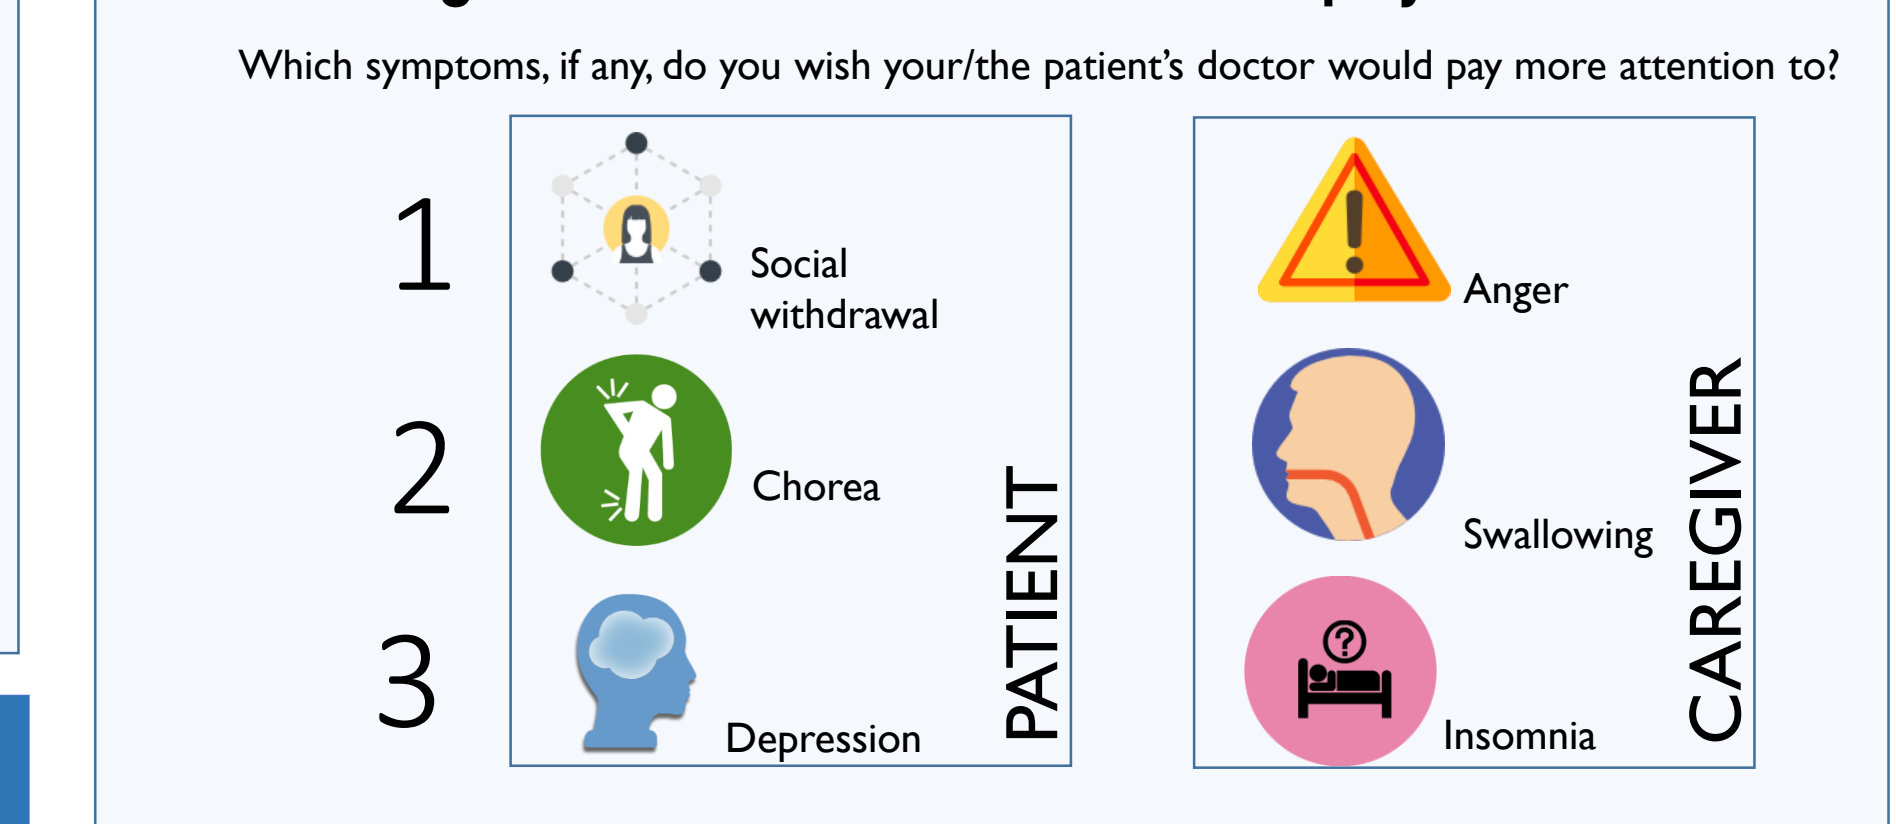 Which symptoms, if any, do you wish your/the patient's doctor would pay more attention to?
1
Social
withdrawal
2
Chorea
3
Depression
PATIENT
Anger
Swallowing
?
Insomnia
CAREGIVER